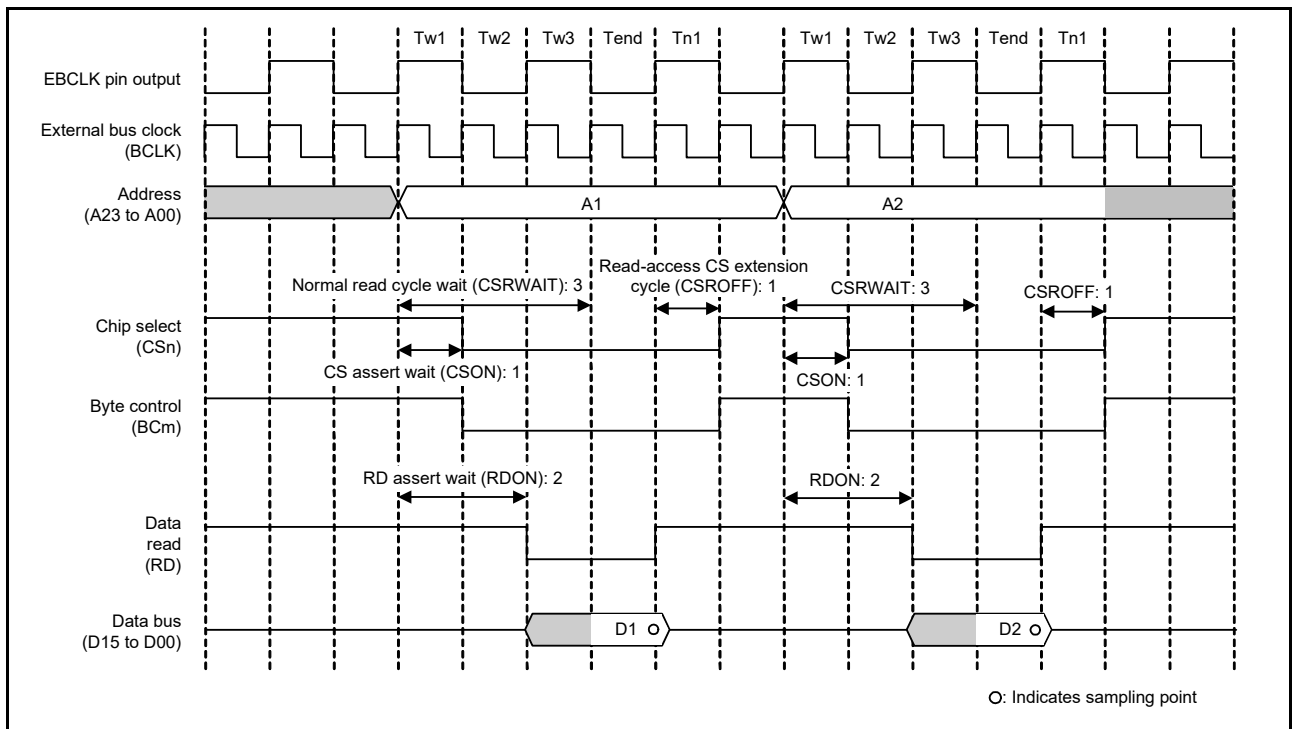 Tw1 Tw2 Tw3 Tend Tn1 Tw1 Tw2 Tw3 Tend Tn1
EBCLK pin output
External bus clock
(BCLK)
Address
(A23 to A00)
A1 A2
Normal read cycle wait (CSRWAIT): 3
Read-access CS extension
cycle (CSROFF): 1
CSRWAIT: 3
CSROFF: 1
Chip select
(CSn)
CS assert wait (CSON): 1
CSON: 1
Byte control
(BCm)
RD assert wait (RDON): 2
RDON: 2
Data
read
(RD)
Data bus
(D15 to D00)
D1 D2
O: Indicates sampling point